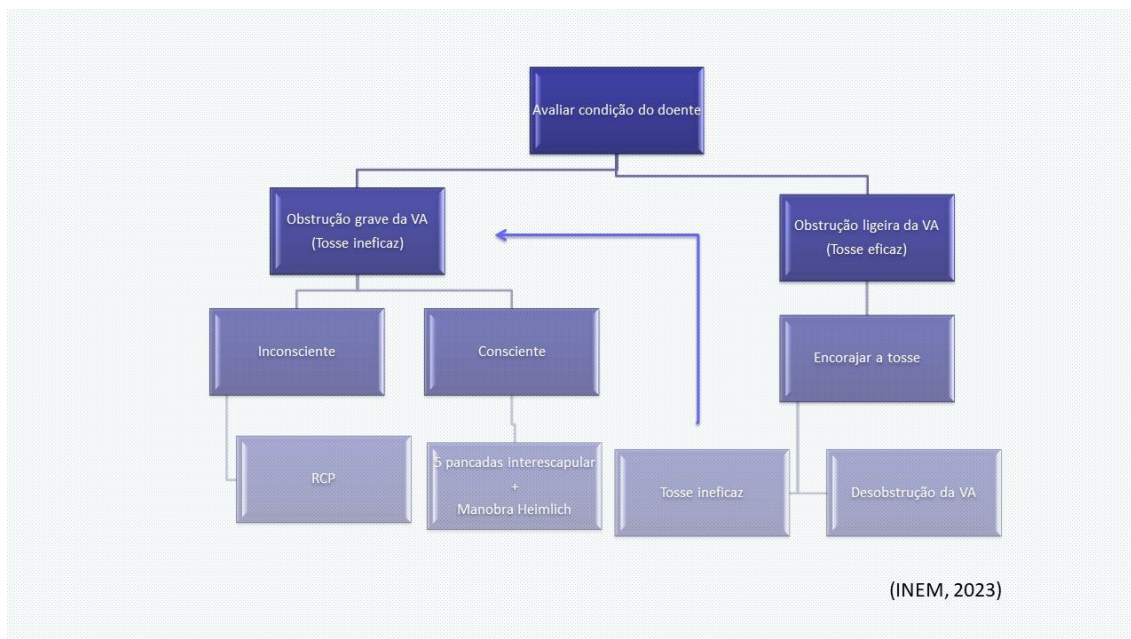 Avaliar condição do doente
Obstrução grave da VA
(Tosse ineficaz)
Obstrução ligeira da VA
(Tosse eficaz)
Inconsciente
Consciente
Encorajar a tosse
RCP
5 pancadas interescapular
+
Manobra Heimlich
Tosse ineficaz
Desobstrução da VA
(INEM, 2023)